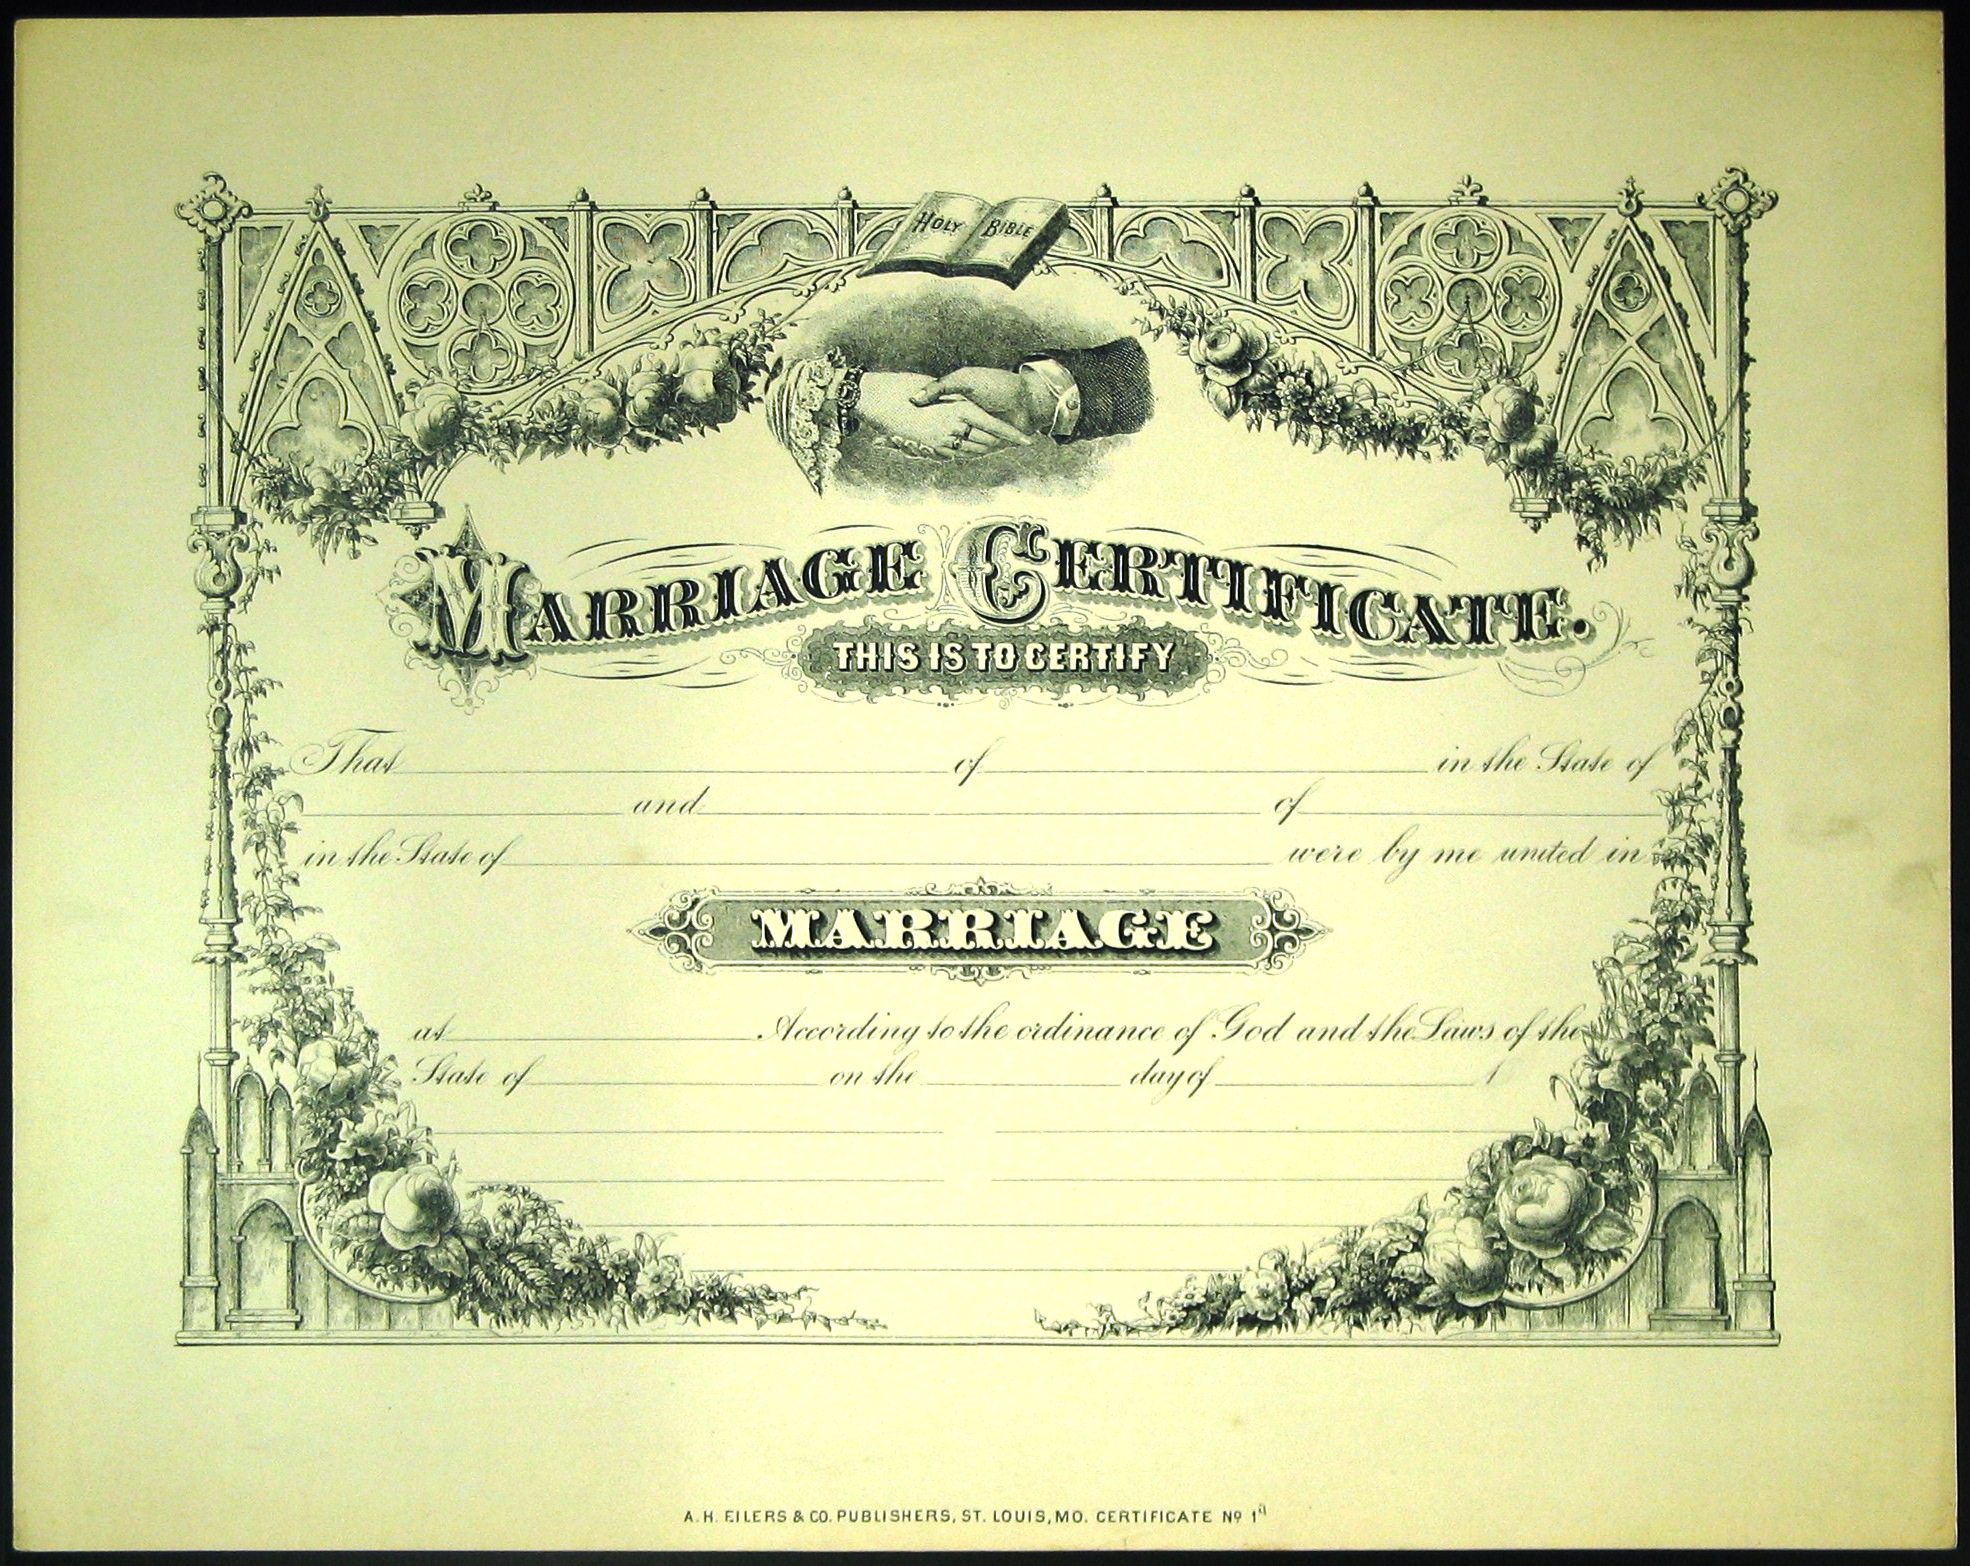 HOLY BIBLE
MARRIAGE CERTIFICATE.
THIS IS TO CERTIFY
That of in the State of
and of
in the State of were by me united in
MARRIAGE
at According to the ordinance of God and the Laws of the
State of on the day of 1
A. H. EILERS & CO. PUBLISHERS, ST. LOUIS, MO. CERTIFICATE No 1a